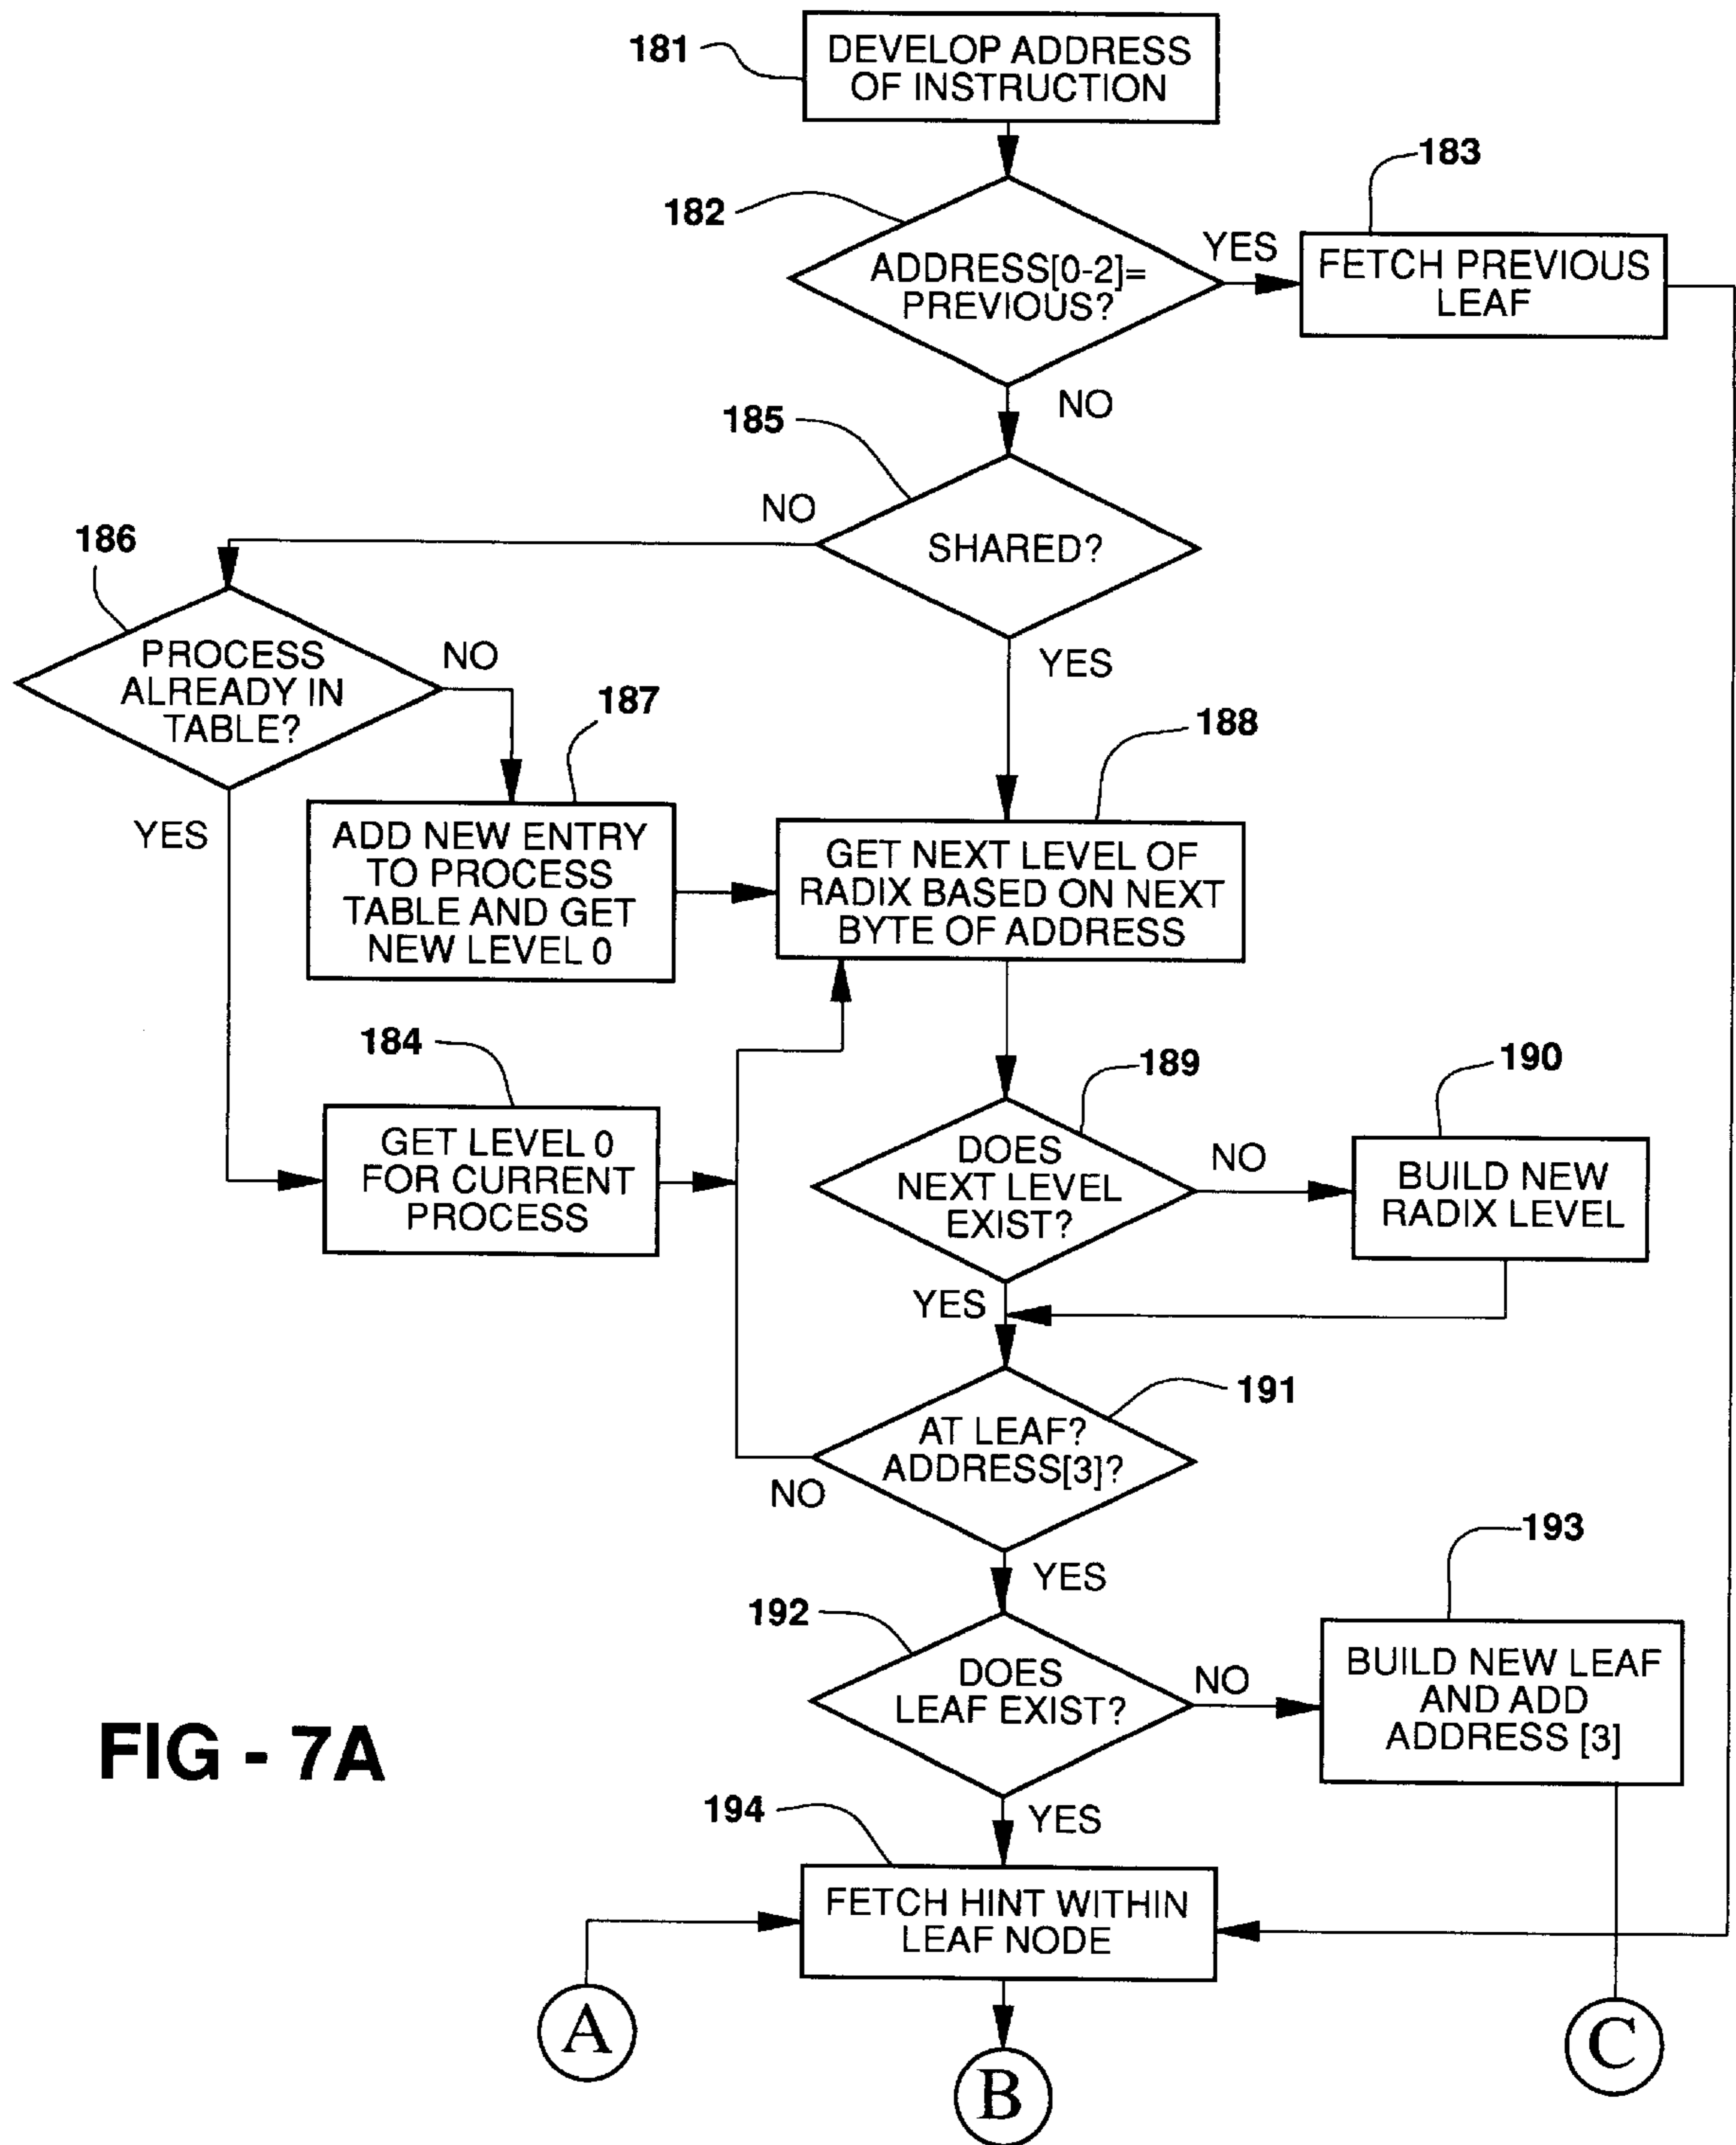 181
DEVELOP ADDRESS
OF INSTRUCTION
182
ADDRESS[0-2]=
PREVIOUS?
YES
183
FETCH PREVIOUS
LEAF
NO
185
SHARED?
NO
YES
186
PROCESS
ALREADY IN
TABLE?
NO
YES
187
ADD NEW ENTRY
TO PROCESS
TABLE AND GET
NEW LEVEL 0
188
GET NEXT LEVEL OF
RADIX BASED ON NEXT
BYTE OF ADDRESS
184
GET LEVEL 0
FOR CURRENT
PROCESS
189
DOES
NEXT LEVEL
EXIST?
NO
190
BUILD NEW
RADIX LEVEL
YES
191
AT LEAF?
ADDRESS[3]?
NO
YES
192
DOES
LEAF EXIST?
NO
193
BUILD NEW LEAF
AND ADD
ADDRESS [3]
YES
194
FETCH HINT WITHIN
LEAF NODE
A
B
C
FIG - 7A